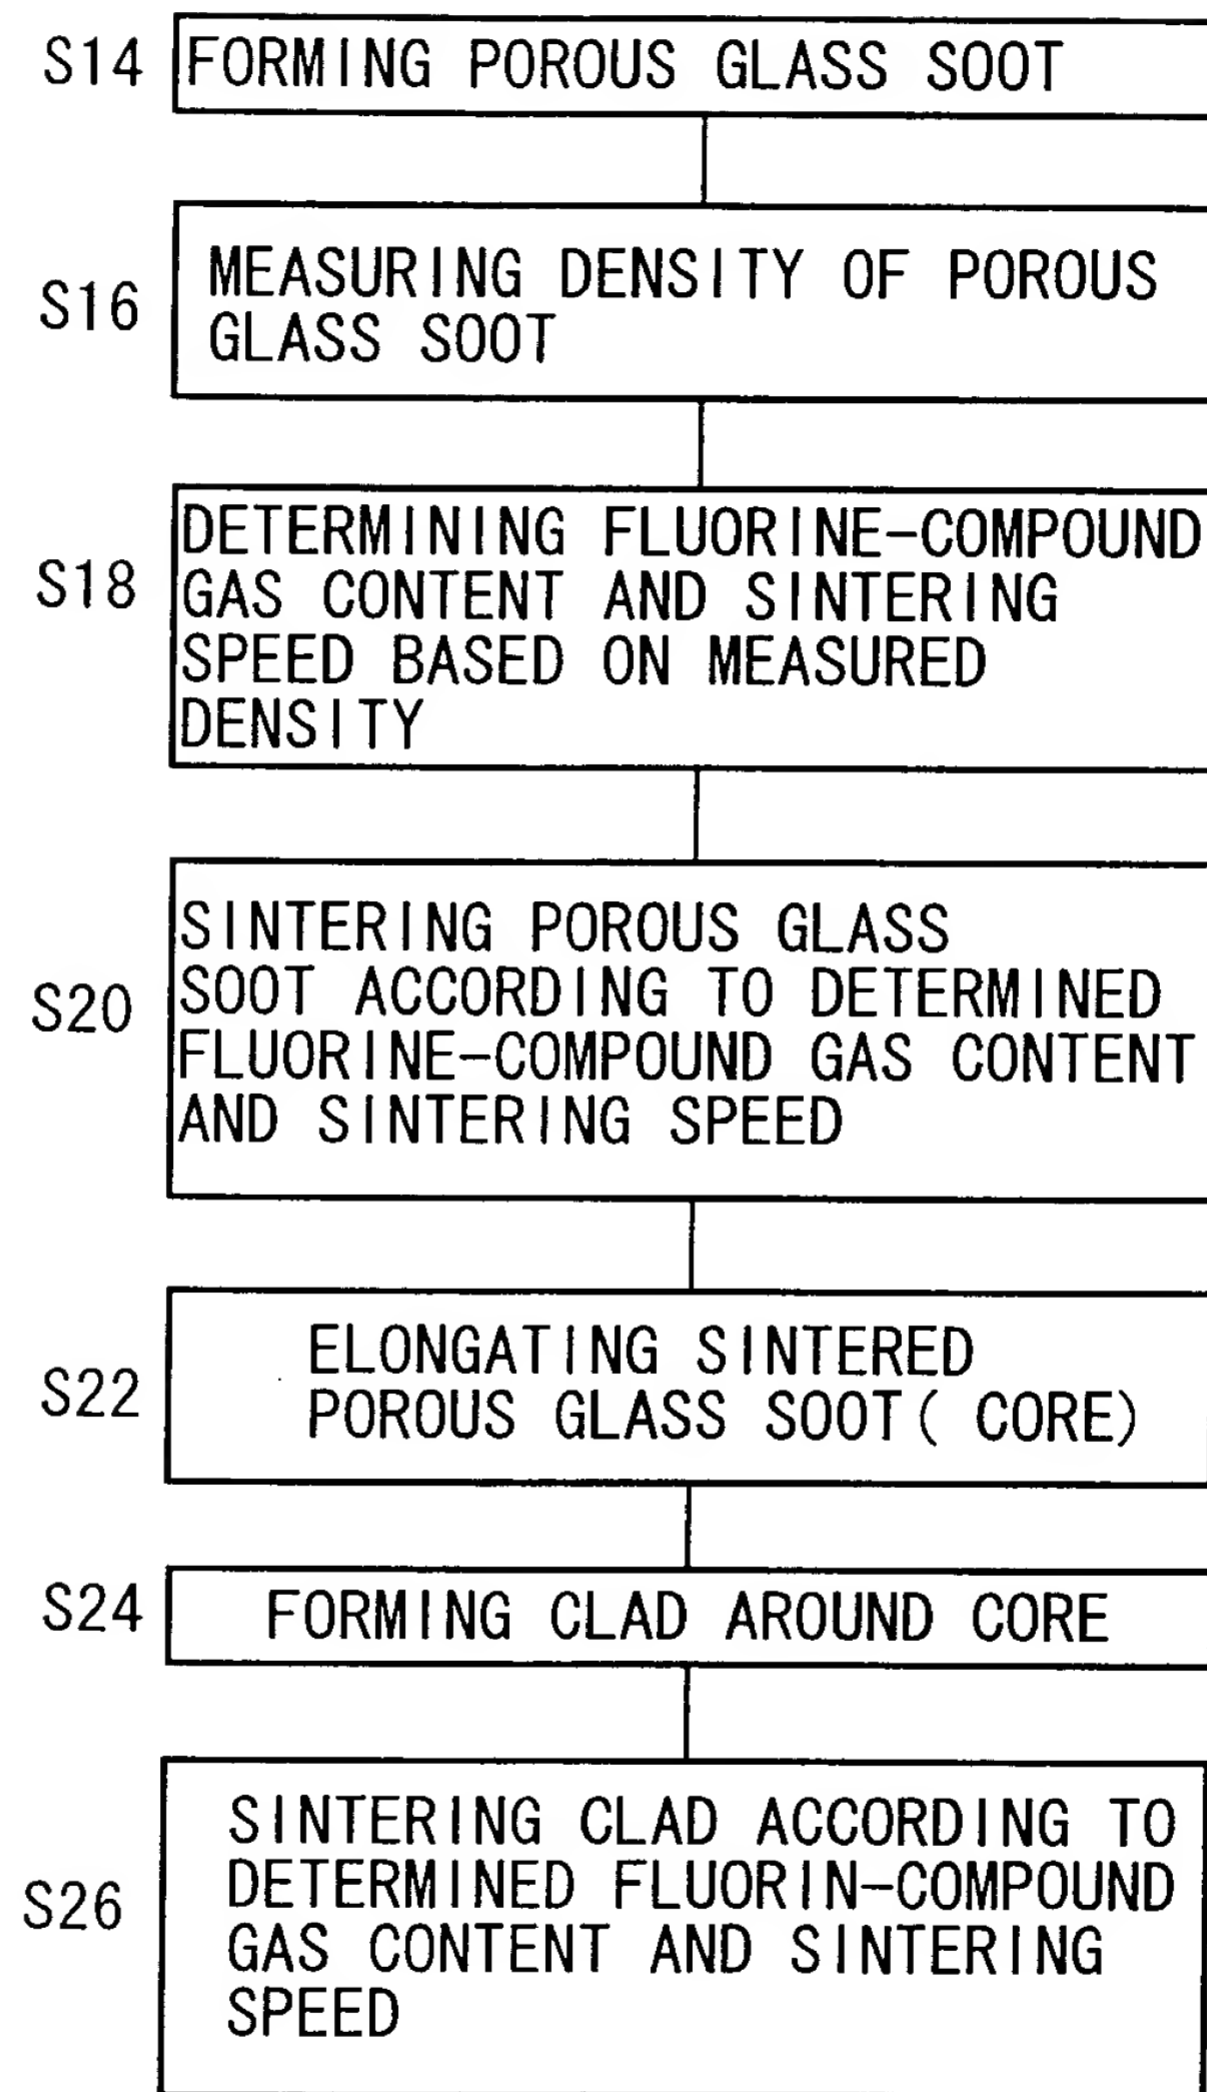 S14 FORMING POROUS GLASS SOOT
S16 MEASURING DENSITY OF POROUS
GLASS SOOT
S18 DETERMINING FLUORINE-COMPOUND
GAS CONTENT AND SINTERING
SPEED BASED ON MEASURED
DENSITY
S20 SINTERING POROUS GLASS
SOOT ACCORDING TO DETERMINED
FLUORINE-COMPOUND GAS CONTENT
AND SINTERING SPEED
S22 ELONGATING SINTERED
POROUS GLASS SOOT( CORE)
S24 FORMING CLAD AROUND CORE
S26 SINTERING CLAD ACCORDING TO
DETERMINED FLUORIN-COMPOUND
GAS CONTENT AND SINTERING
SPEED